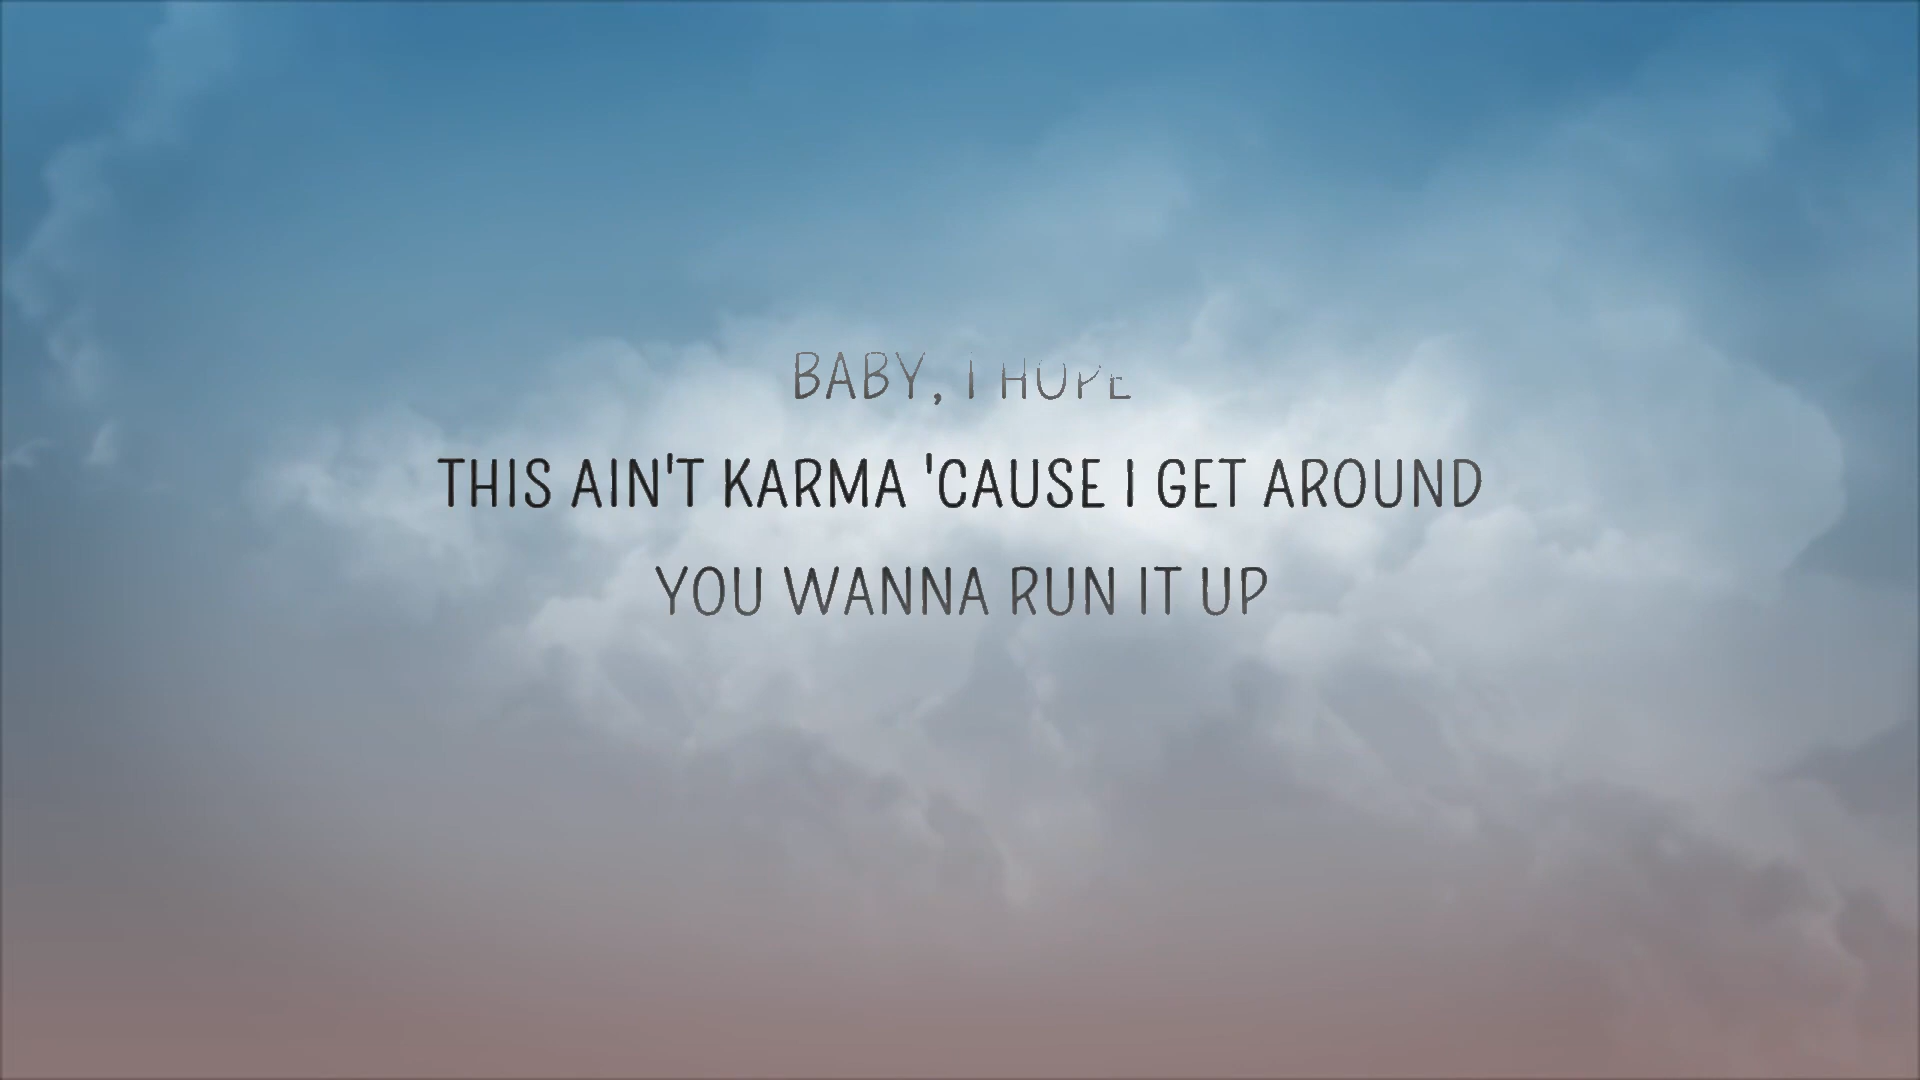 BABY, I HOPE
THIS AIN'T KARMA 'CAUSE I GET AROUND
YOU WANNA RUN IT UP